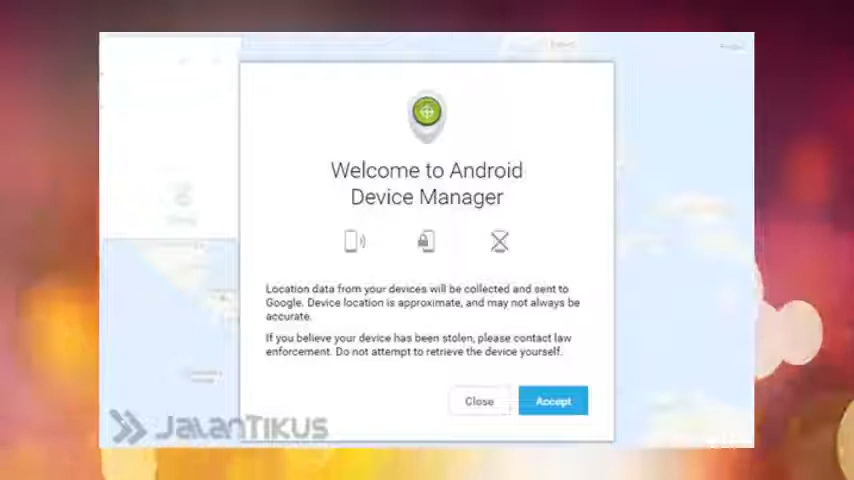 Welcome to Android
Device Manager
Location data from your devices will be collected and sent to
Google. Device location is approximate, and may not always be
accurate.
If you believe your device has been stolen, please contact law
enforcement. Do not attempt to retrieve the device yourself.
Close
Accept
JALANTIKUS